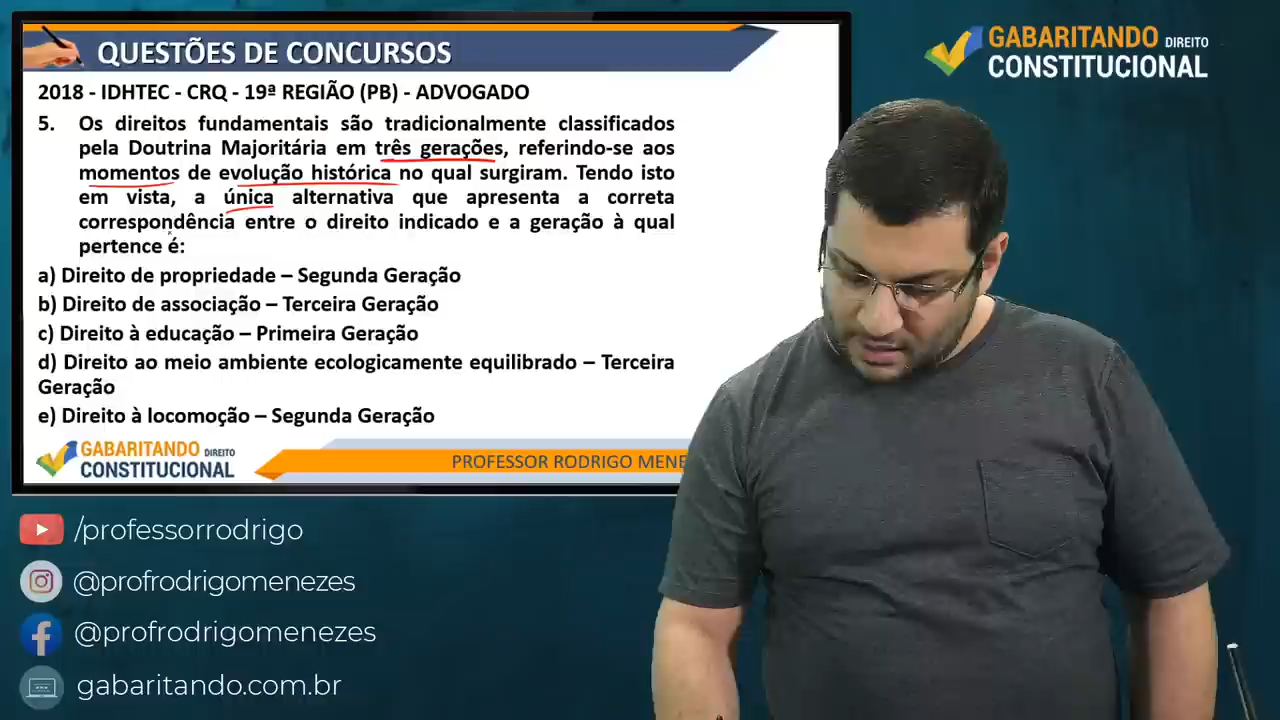 QUESTÕES DE CONCURSOS
2018 - IDHTEC - CRQ - 19ª REGIÃO (PB) - ADVOGADO
5. Os direitos fundamentais são tradicionalmente classificados
pela Doutrina Majoritária em três gerações, referindo-se aos
momentos de evolução histórica no qual surgiram. Tendo isto
em vista, a única alternativa que apresenta a correta
correspondência entre o direito indicado e a geração à qual
pertence é:
a) Direito de propriedade – Segunda Geração
b) Direito de associação – Terceira Geração
c) Direito à educação – Primeira Geração
d) Direito ao meio ambiente ecologicamente equilibrado – Terceira
Geração
e) Direito à locomoção – Segunda Geração
GABARITANDO DIREITO
CONSTITUCIONAL
PROFESSOR RODRIGO MENE
GABARITANDO DIREITO
CONSTITUCIONAL
/professorrodrigo
@profrodrigomenezes
@profrodrigomenezes
gabaritando.com.br